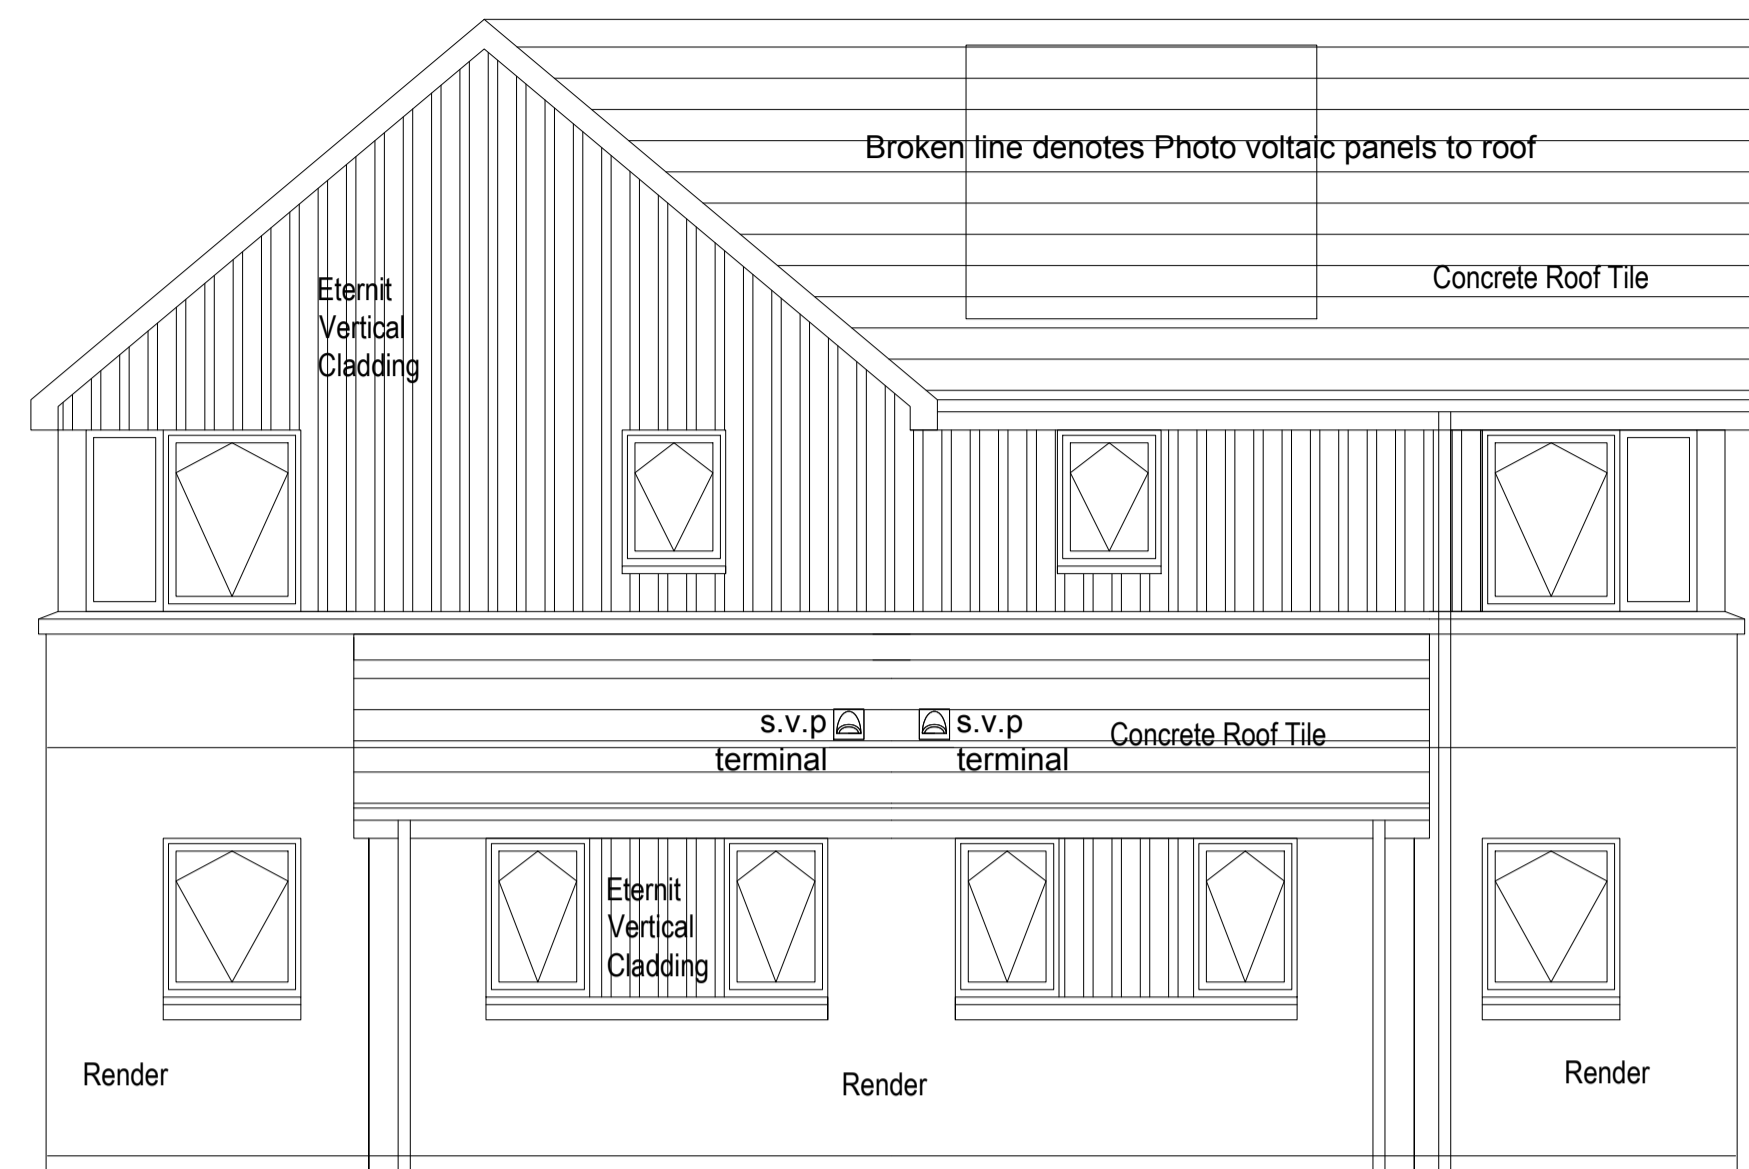 Broken line denotes Photo voltaic panels to roof
Concrete Roof Tile
Eternit
Vertical
Cladding
s.v.p
terminal
s.v.p
terminal
Concrete Roof Tile
Eternit
Vertical
Cladding
Render
Render
Render